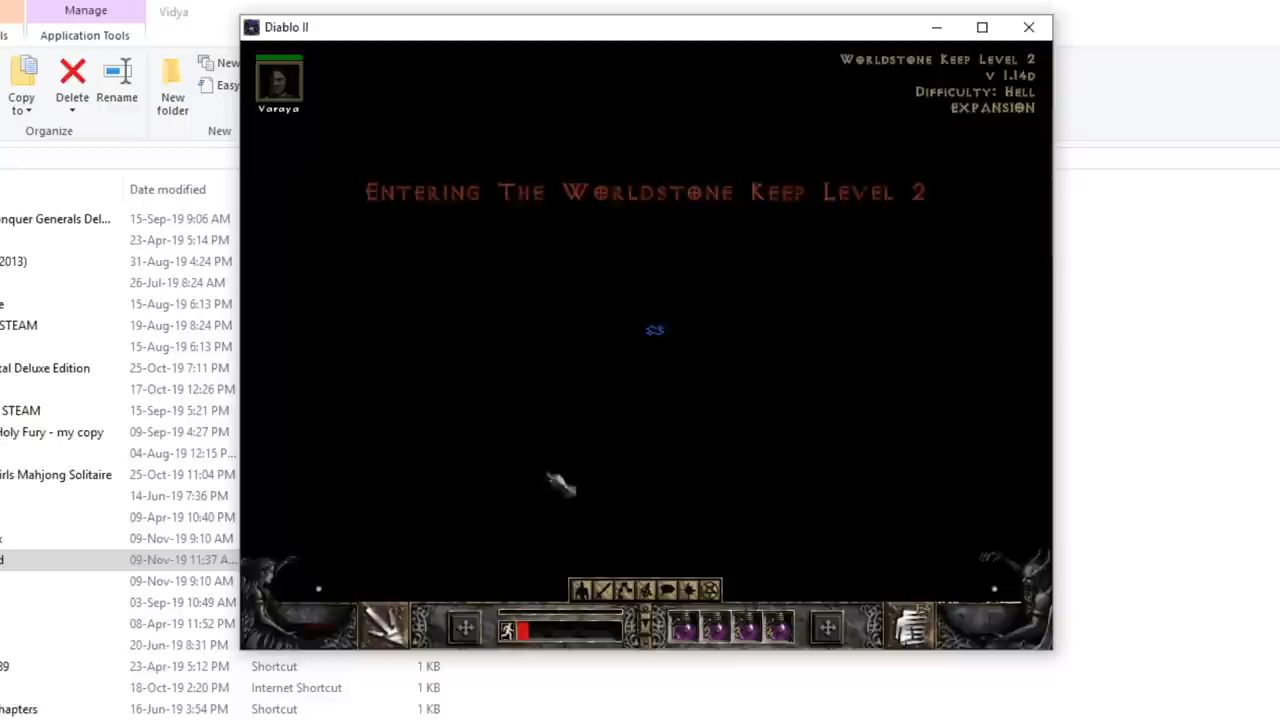 Manage
Vidya
ls
Application Tools
Copy
to
Delete
Rename
New
folder
New
Easy
Organize
New
Date modified
onquer Generals Del...
15-Sep-19 9:06 AM
23-Apr-19 5:14 PM
2013)
31-Aug-19 4:24 PM
26-Jul-19 8:24 AM
e
15-Aug-19 6:13 PM
STEAM
19-Aug-19 8:24 PM
15-Aug-19 6:13 PM
tal Deluxe Edition
25-Oct-19 7:11 PM
17-Oct-19 12:26 PM
STEAM
15-Sep-19 5:21 PM
Holy Fury - my copy
09-Sep-19 4:27 PM
04-Aug-19 12:15 P...
irls Mahjong Solitaire
25-Oct-19 11:04 PM
14-Jun-19 7:36 PM
09-Apr-19 10:40 PM
x
09-Nov-19 9:10 AM
d
09-Nov-19 11:37 A...
09-Nov-19 9:10 AM
03-Sep-19 10:49 AM
08-Apr-19 11:52 PM
20-Jun-19 8:31 PM
39
23-Apr-19 5:12 PM
Shortcut
1 KB
18-Oct-19 2:20 PM
Internet Shortcut
1 KB
hapters
16-Jun-19 3:54 PM
Shortcut
1 KB
Diablo II
Varaya
Worldstone Keep Level 2
v 1.14D
Difficulty: Hell
EXPANSION
Entering The Worldstone Keep Level 2